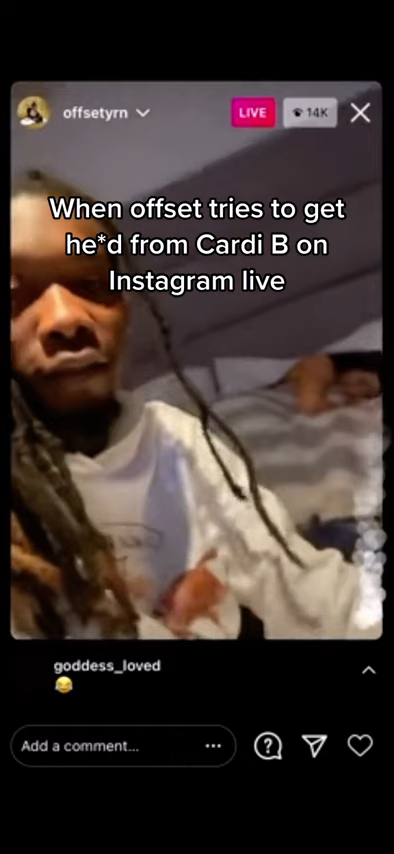 offsetyrn
LIVE
14K
When offset tries to get
he*d from Cardi B on
Instagram live
goddess_loved
😂
Add a comment...